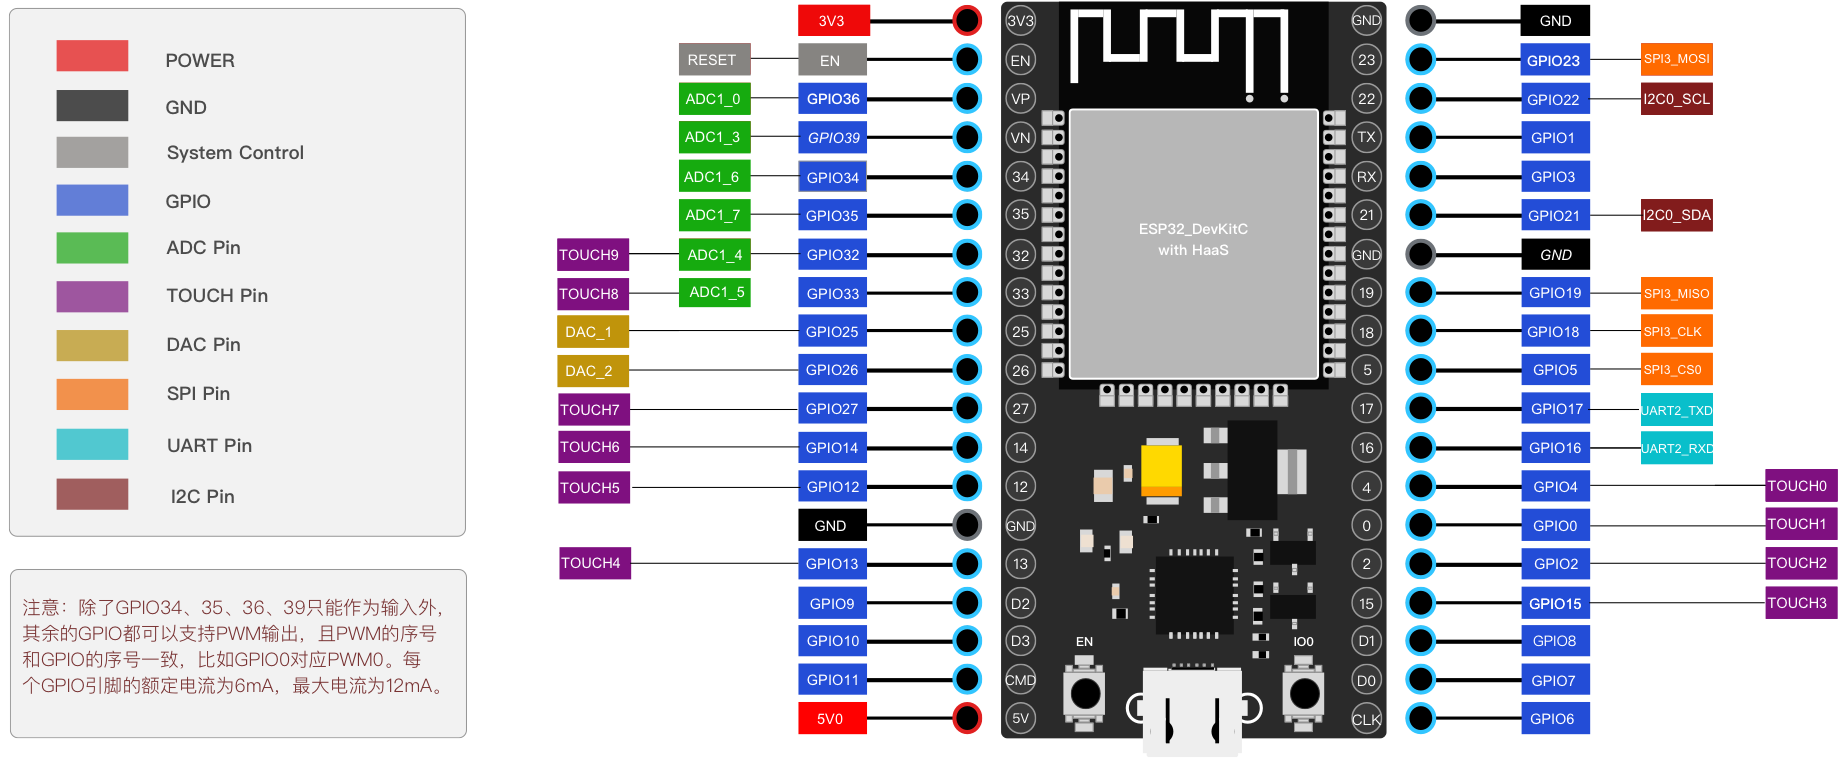 POWER
GND
System Control
GPIO
ADC Pin
TOUCH Pin
DAC Pin
SPI Pin
UART Pin
I2C Pin
注意：除了GPIO34、35、36、39只能作为输入外，
其余的GPIO都可以支持PWM输出，且PWM的序号
和GPIO的序号一致，比如GPIO0对应PWM0。每
个GPIO引脚的额定电流为6mA，最大电流为12mA。
3V3 3V3 GND GND
RESET EN EN 23 GPIO23 SPI3_MOSI
ADC1_0 GPIO36 VP 22 GPIO22 I2C0_SCL
ADC1_3 GPIO39 VN TX GPIO1
ADC1_6 GPIO34 34 RX GPIO3
ADC1_7 GPIO35 35 21 GPIO21 I2C0_SDA
ESP32_DevKitC
with HaaS
TOUCH9 ADC1_4 GPIO32 32 GND GND
TOUCH8 ADC1_5 GPIO33 33 19 GPIO19 SPI3_MISO
DAC_1 GPIO25 25 18 GPIO18 SPI3_CLK
DAC_2 GPIO26 26 5 GPIO5 SPI3_CS0
TOUCH7 GPIO27 27 17 GPIO17 UART2_TXD
TOUCH6 GPIO14 14 16 GPIO16 UART2_RXD
TOUCH5 GPIO12 12 4 GPIO4 TOUCH0
GND GND 0 GPIO0 TOUCH1
TOUCH4 GPIO13 13 2 GPIO2 TOUCH2
GPIO9 D2 15 GPIO15 TOUCH3
GPIO10 D3 EN IO0 D1 GPIO8
GPIO11 CMD D0 GPIO7
5V0 5V CLK GPIO6